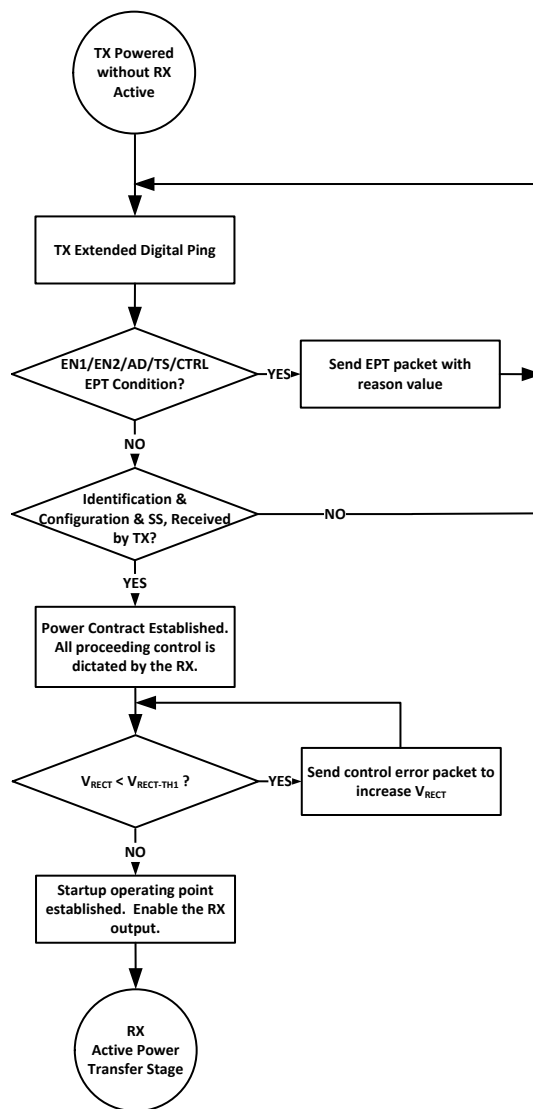 TX Powered
without RX
Active
TX Extended Digital Ping
EN1/EN2/AD/TS/CTRL
EPT Condition?
YES
Send EPT packet with
reason value
NO
Identification &
Configuration & SS, Received
by TX?
NO
YES
Power Contract Established.
All proceeding control is
dictated by the RX.
VRECT < VRECT-TH1 ?
YES
Send control error packet to
increase VRECT
NO
Startup operating point
established. Enable the RX
output.
RX
Active Power
Transfer Stage